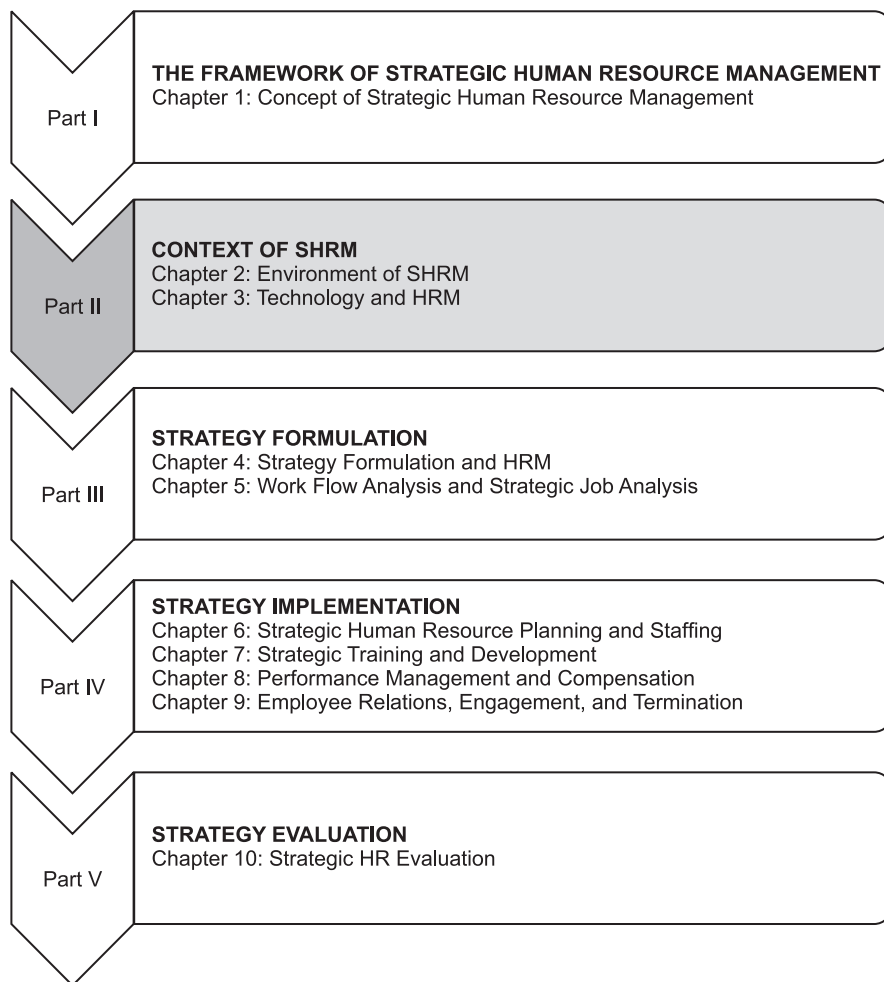 Part I
THE FRAMEWORK OF STRATEGIC HUMAN RESOURCE MANAGEMENT
Chapter 1: Concept of Strategic Human Resource Management
Part II
CONTEXT OF SHRM
Chapter 2: Environment of SHRM
Chapter 3: Technology and HRM
Part III
STRATEGY FORMULATION
Chapter 4: Strategy Formulation and HRM
Chapter 5: Work Flow Analysis and Strategic Job Analysis
Part IV
STRATEGY IMPLEMENTATION
Chapter 6: Strategic Human Resource Planning and Staffing
Chapter 7: Strategic Training and Development
Chapter 8: Performance Management and Compensation
Chapter 9: Employee Relations, Engagement, and Termination
Part V
STRATEGY EVALUATION
Chapter 10: Strategic HR Evaluation